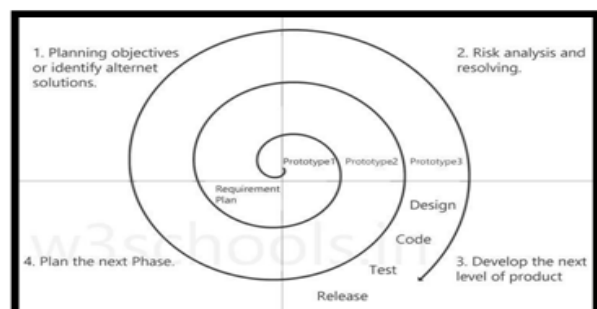 1. Planning objectives
or identify alternet
solutions.
2. Risk analysis and
resolving.
Prototype1
Prototype2
Prototype3
Requirement
Plan
Design
Code
Test
Release
w3schools.in
4. Plan the next Phase.
3. Develop the next
level of product